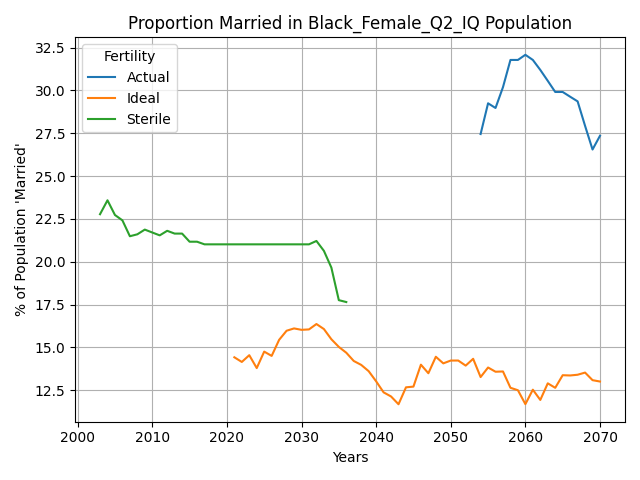 Proportion Married in Black_Female_Q2_IQ Population
% of Population 'Married'
32.5
30.0
27.5
25.0
22.5
20.0
17.5
15.0
12.5
Fertility
Actual
Ideal
Sterile
2000 2010 2020 2030 2040 2050 2060 2070
Years